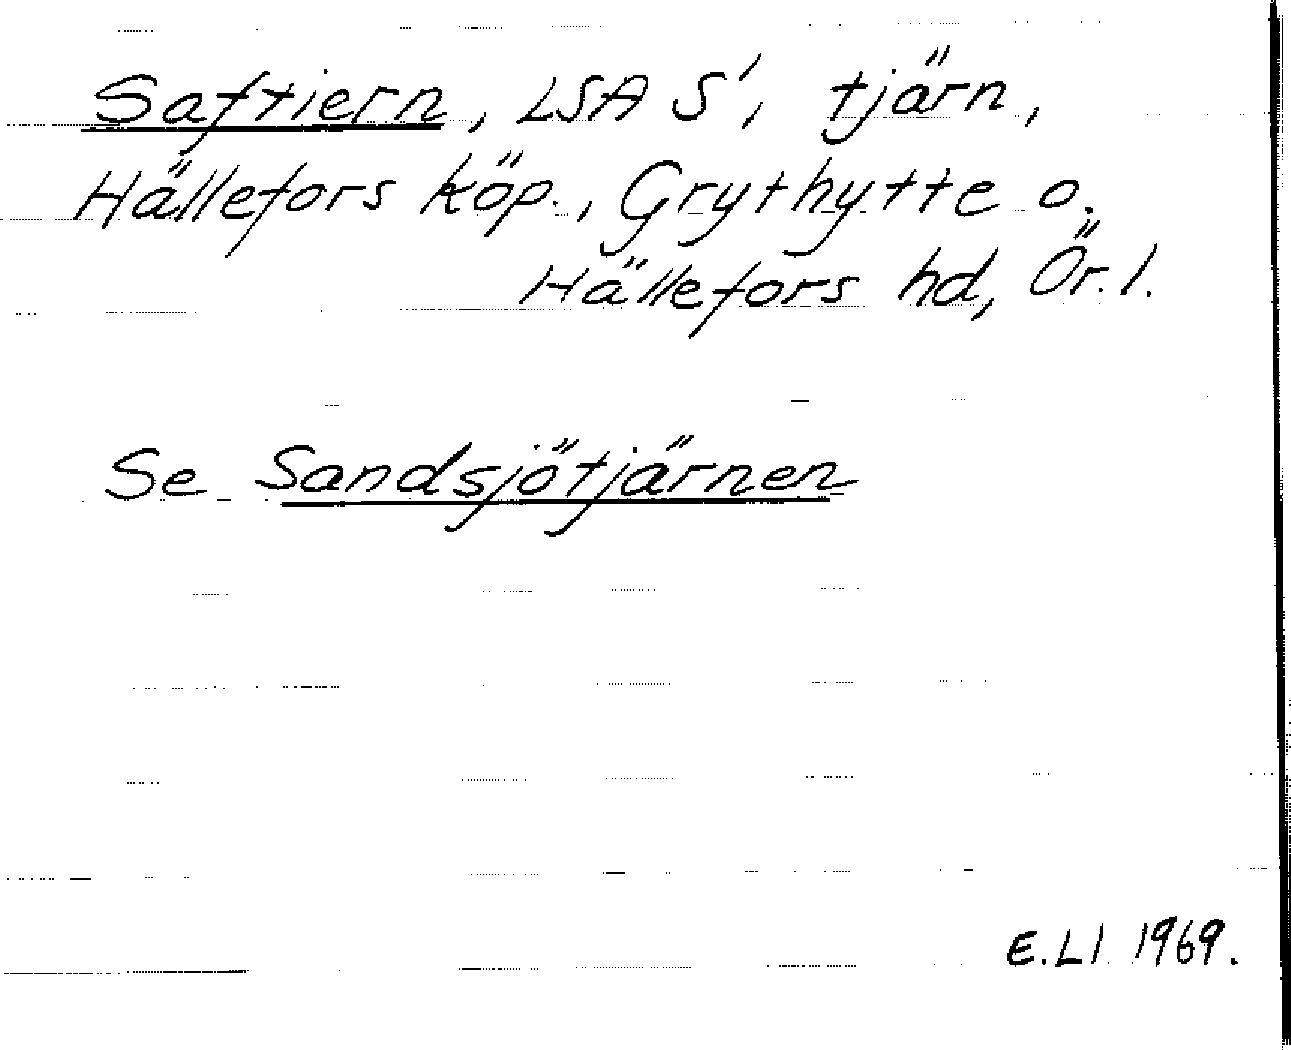 Saftiern, LSA S', tjärn,
Hällefors köp., Grythytte o.
Hällefors hd, Ör. l.
Se Sandsjötjärnen
E.Ll 1969.